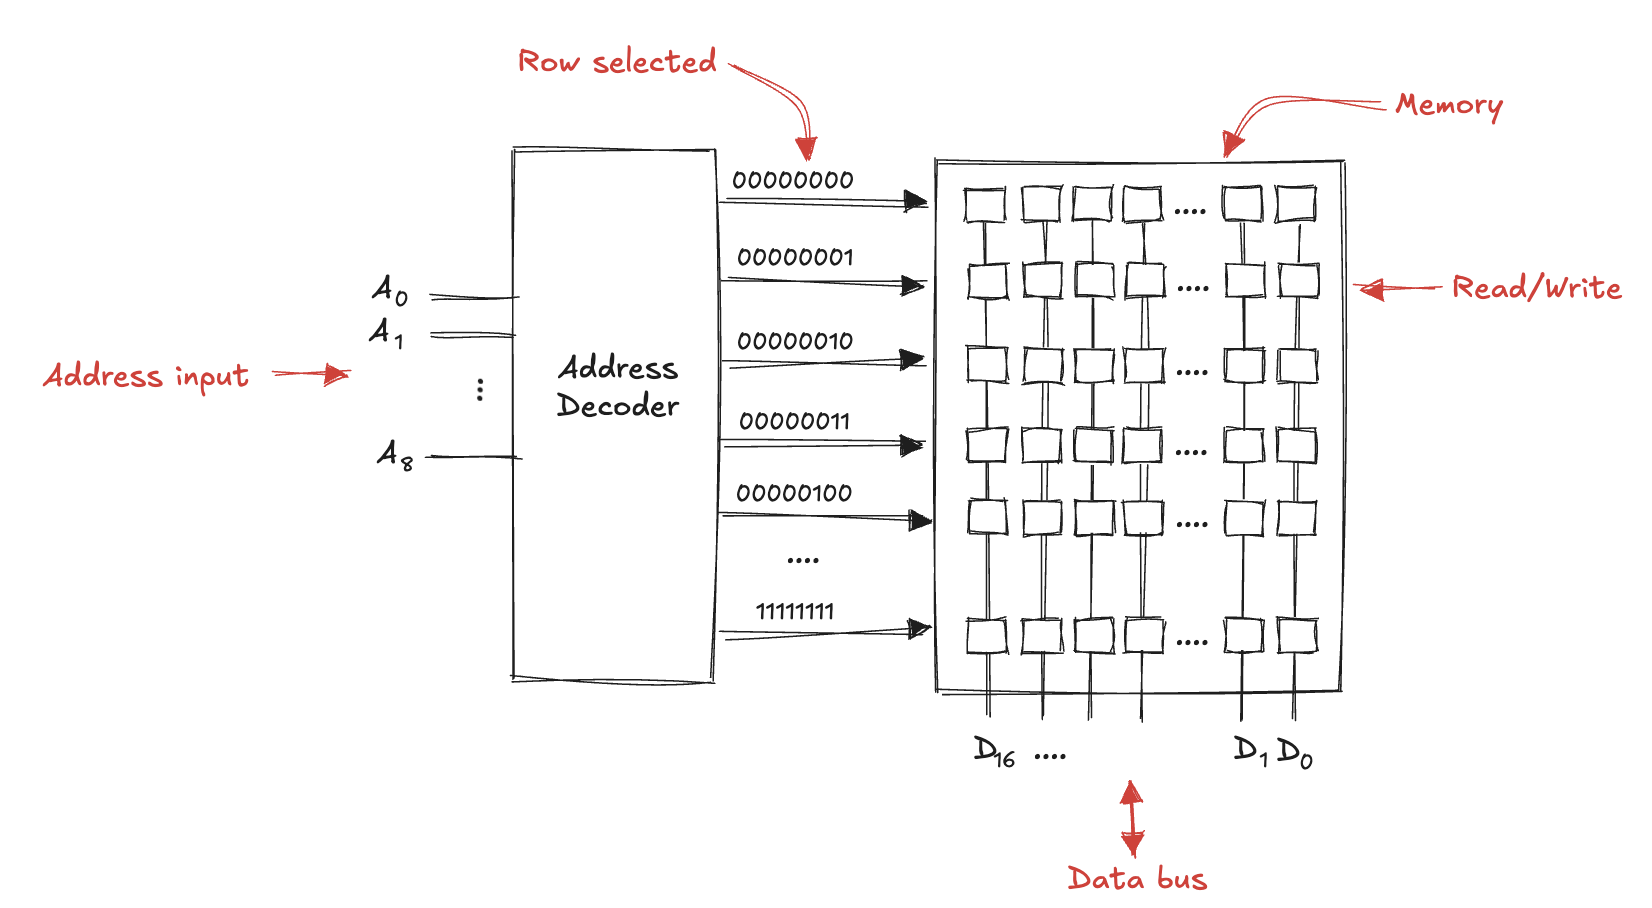 Row selected
Memory
00000000
00000001
A0
Read/Write
A1
00000010
Address input
⋮
Address
Decoder
00000011
A8
00000100
....
11111111
....
....
....
....
....
....
D16 .... D1 D0
Data bus